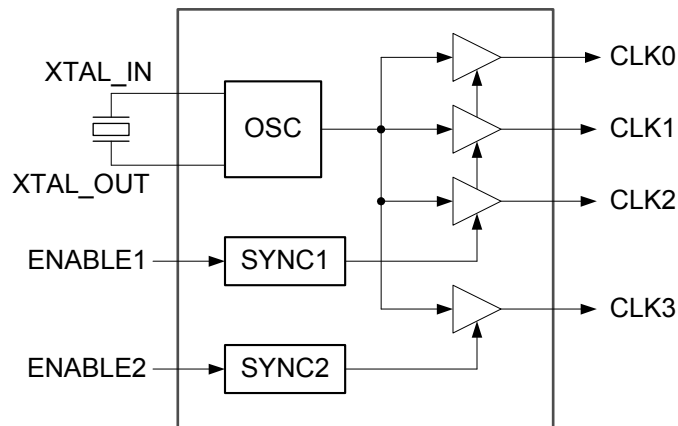 CLK0
XTAL_IN
OSC
CLK1
XTAL_OUT
CLK2
ENABLE1
SYNC1
CLK3
ENABLE2
SYNC2